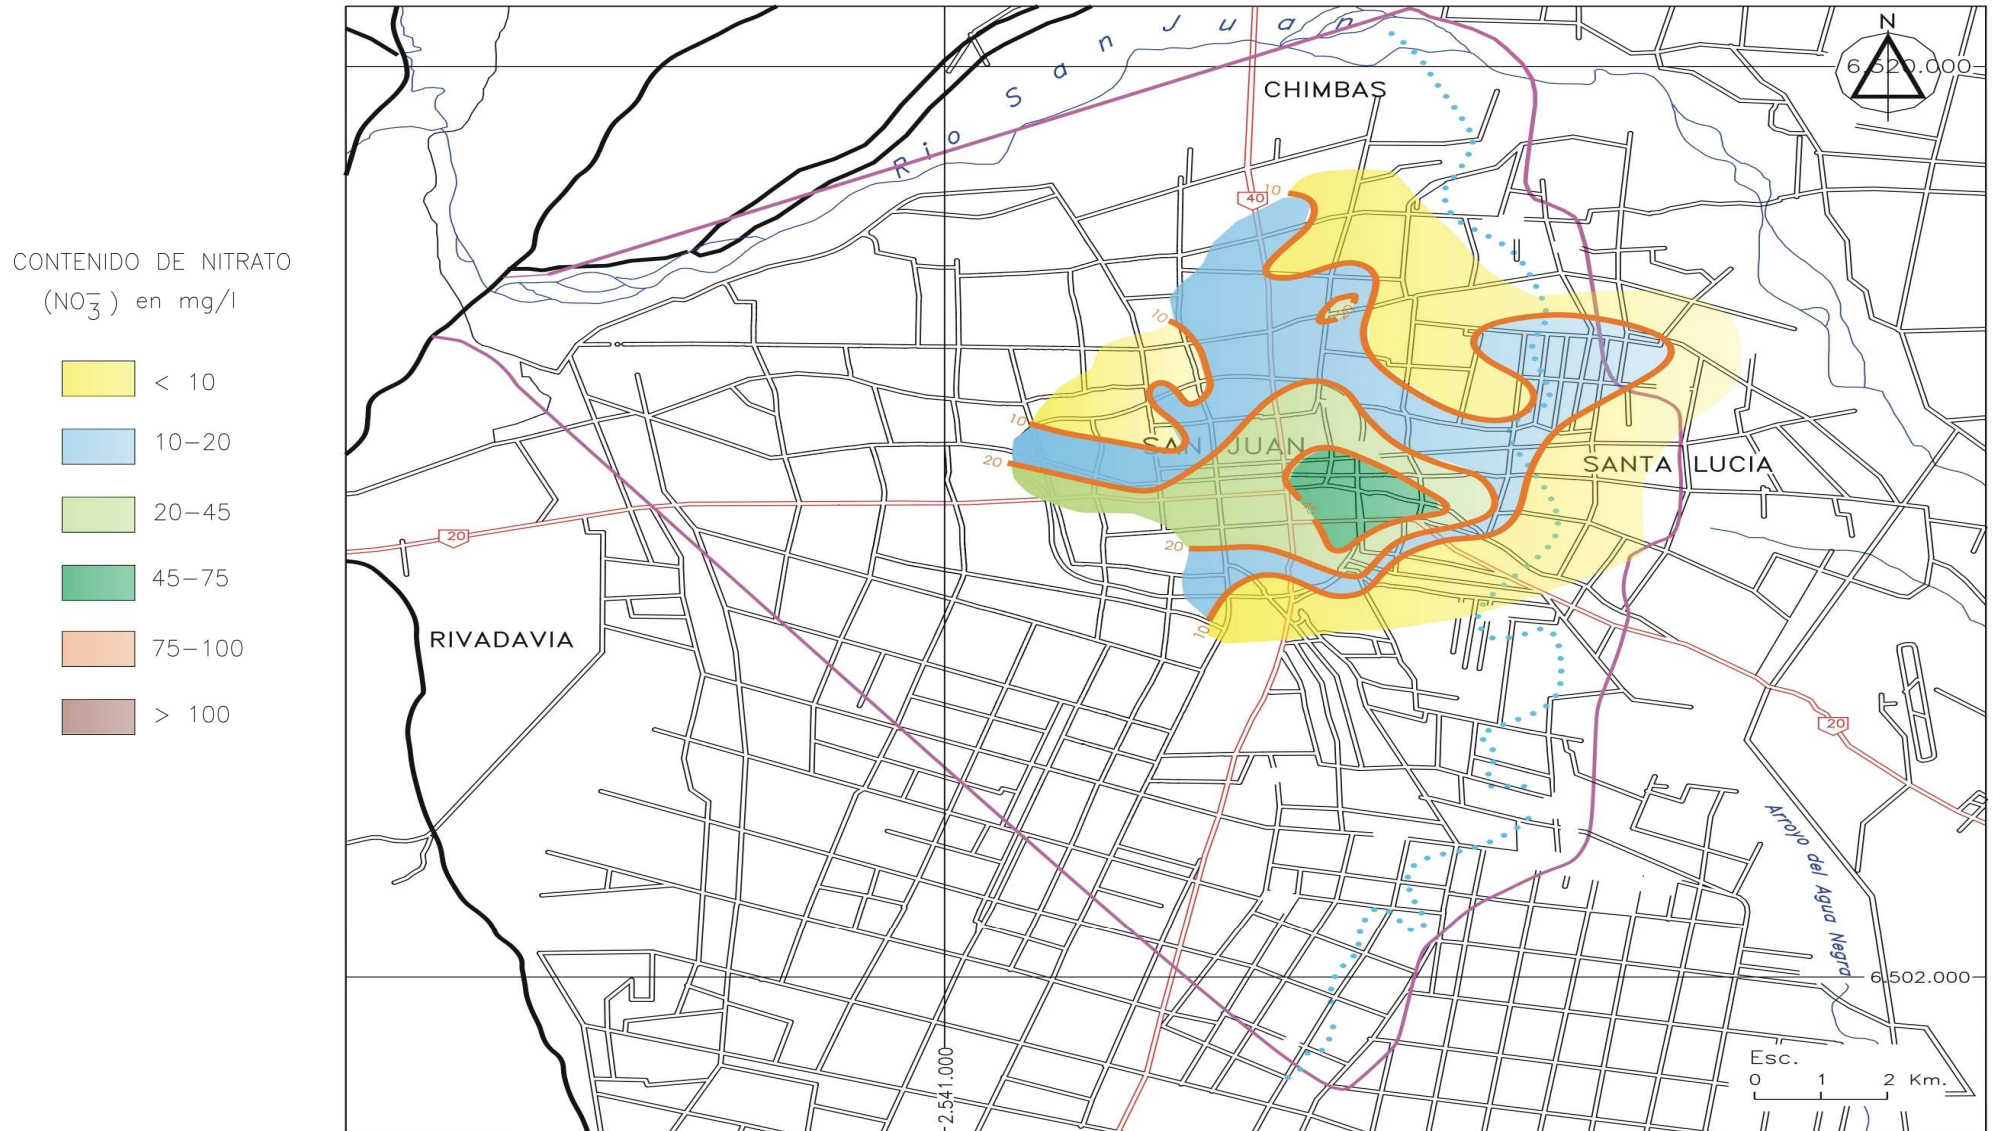 CONTENIDO DE NITRATO
(NO₃⁻) en mg/l
< 10
10–20
20–45
45–75
75–100
> 100
Rio San Juan
N
6.520.000
CHIMBAS
40
10
10
10
20
SAN JUAN
SANTA LUCIA
20
20
10
RIVADAVIA
20
Arroyo del Agua Negra
6.502.000
2.541.000
Esc.
0 1 2 Km.